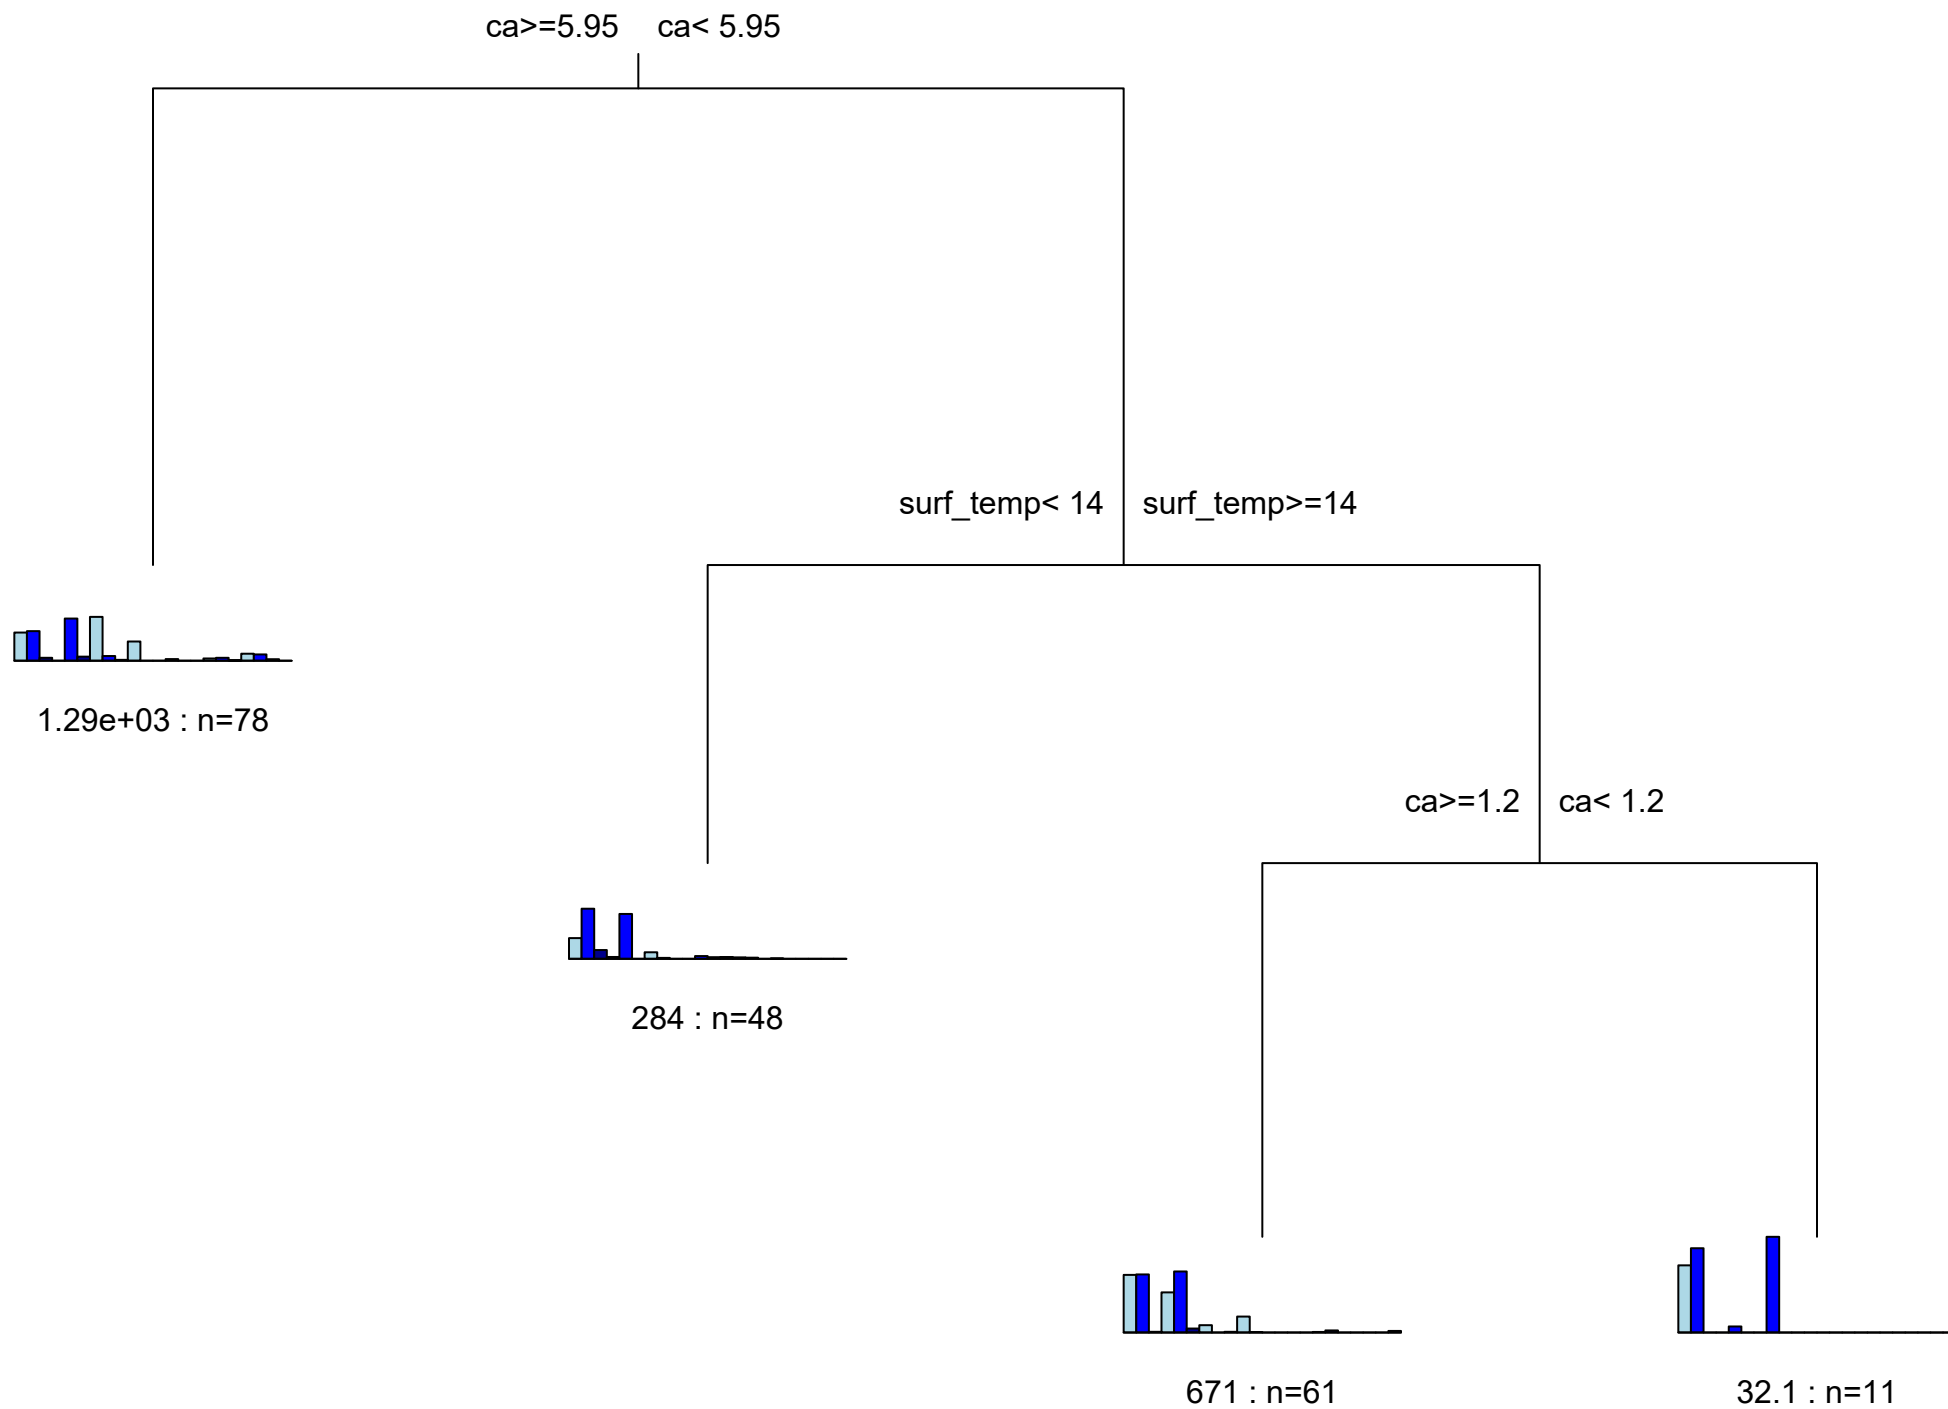 ca>=5.95 ca< 5.95
surf_temp< 14 surf_temp>=14
1.29e+03 : n=78
ca>=1.2 ca< 1.2
284 : n=48
671 : n=61
32.1 : n=11